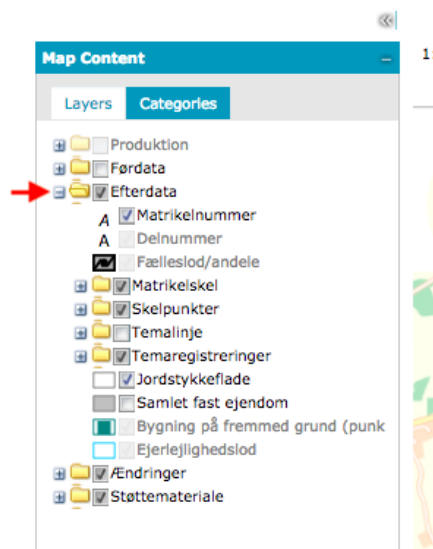 Map Content
1:
Layers Categories
Produktion
Førdata
Efterdata
A Matrikelnummer
A Delnummer
Fælleslod/andele
Matrikelskel
Skelpunkter
Temalinje
Temaregistreringer
Jordstykkeflade
Samlet fast ejendom
Bygning på fremmed grund (punk
Ejerlejlighedslod
Ændringer
Støttemateriale